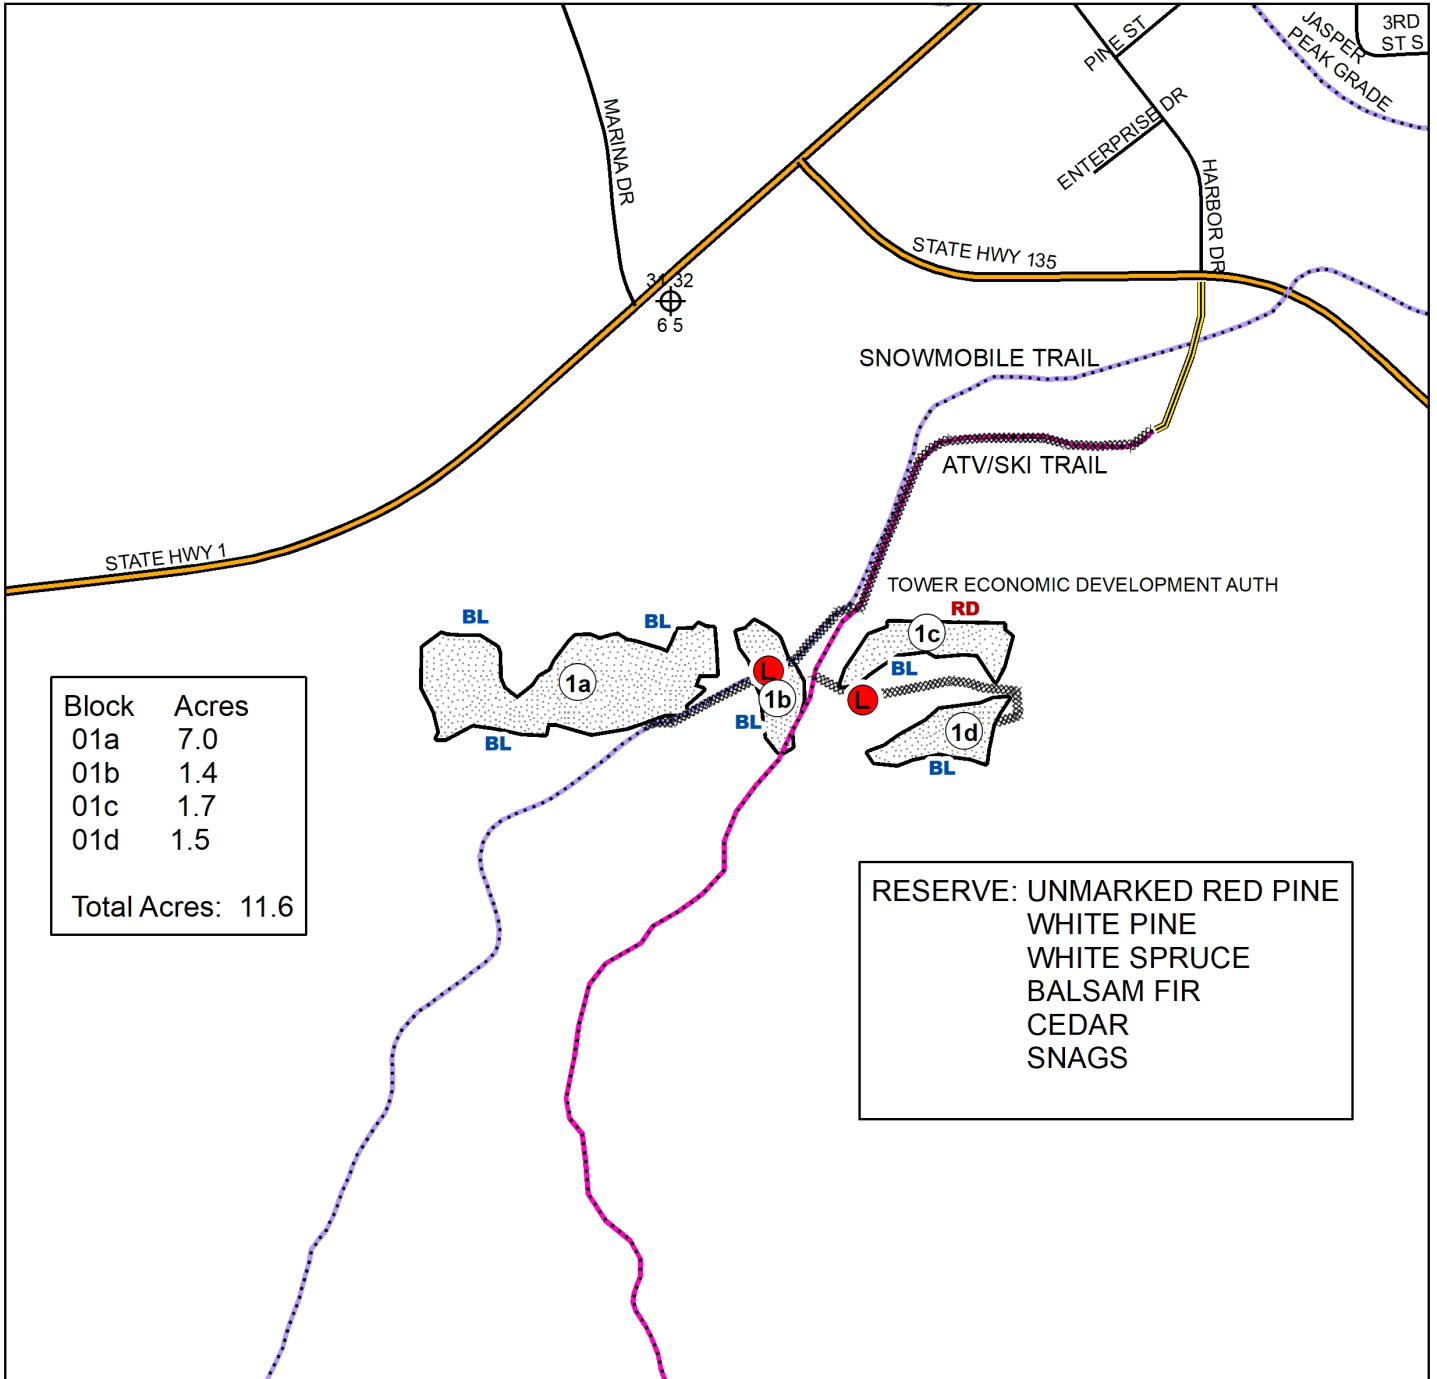 3RD
ST S
JASPER
PEAK GRADE
PINE ST
ENTERPRISE DR
MARINA DR
HARBOR DR
STATE HWY 135
31 32
6 5
SNOWMOBILE TRAIL
ATV/SKI TRAIL
STATE HWY 1
TOWER ECONOMIC DEVELOPMENT AUTH
BL
BL
RD
1c
BL
L
1a
1b
L
BL
1d
BL
BL
Block Acres
01a 7.0
01b 1.4
01c 1.7
01d 1.5
Total Acres: 11.6
RESERVE: UNMARKED RED PINE
WHITE PINE
WHITE SPRUCE
BALSAM FIR
CEDAR
SNAGS